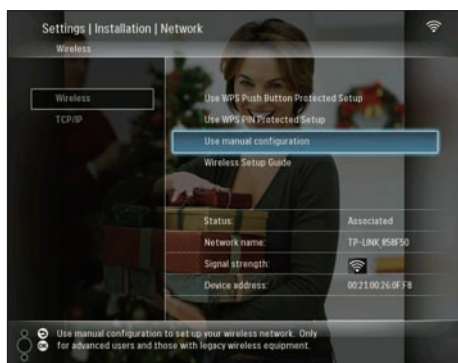 Settings | Installation | Network
Wireless
Wireless
TCP/IP
Use WPS Push Button Protected Setup
Use WPS PIN Protected Setup
Use manual configuration
Wireless Setup Guide
Status: Associated
Network name: TP-LINK_858F50
Signal strength:
Device address: 00:21:00:26:0F:F8
Use manual configuration to set up your wireless network. Only
for advanced users and those with legacy wireless equipment.